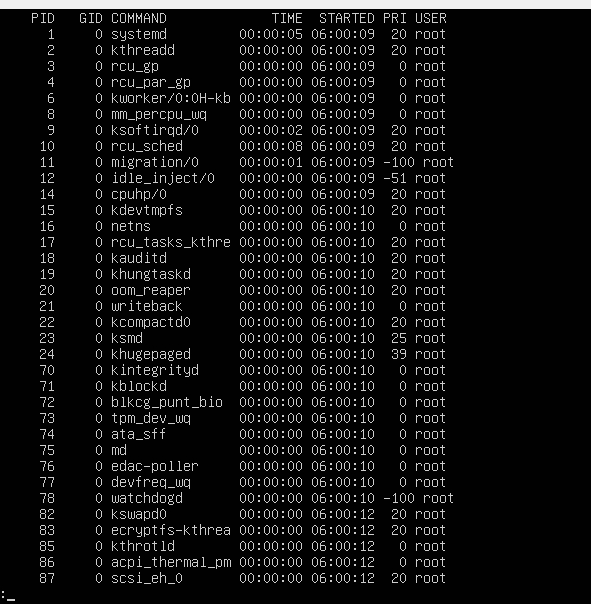 PID GID COMMAND TIME STARTED PRI USER
1 0 systemd 00:00:05 06:00:09 20 root
2 0 kthreadd 00:00:00 06:00:09 20 root
3 0 rcu_gp 00:00:00 06:00:09 0 root
4 0 rcu_par_gp 00:00:00 06:00:09 0 root
6 0 kworker/0:0H-kb 00:00:00 06:00:09 0 root
8 0 mm_percpu_wq 00:00:00 06:00:09 0 root
9 0 ksoftirqd/0 00:00:02 06:00:09 20 root
10 0 rcu_sched 00:00:08 06:00:09 20 root
11 0 migration/0 00:00:01 06:00:09 -100 root
12 0 idle_inject/0 00:00:00 06:00:09 -51 root
14 0 cpuhp/0 00:00:00 06:00:09 20 root
15 0 kdevtmpfs 00:00:00 06:00:10 20 root
16 0 netns 00:00:00 06:00:10 0 root
17 0 rcu_tasks_kthre 00:00:00 06:00:10 20 root
18 0 kauditd 00:00:00 06:00:10 20 root
19 0 khungtaskd 00:00:00 06:00:10 20 root
20 0 oom_reaper 00:00:00 06:00:10 20 root
21 0 writeback 00:00:00 06:00:10 0 root
22 0 kcompactd0 00:00:00 06:00:10 20 root
23 0 ksmd 00:00:00 06:00:10 25 root
24 0 khugepaged 00:00:00 06:00:10 39 root
70 0 kintegrityd 00:00:00 06:00:10 0 root
71 0 kblockd 00:00:00 06:00:10 0 root
72 0 blkcg_punt_bio 00:00:00 06:00:10 0 root
73 0 tpm_dev_wq 00:00:00 06:00:10 0 root
74 0 ata_sff 00:00:00 06:00:10 0 root
75 0 md 00:00:00 06:00:10 0 root
76 0 edac-poller 00:00:00 06:00:10 0 root
77 0 devfreq_wq 00:00:00 06:00:10 0 root
78 0 watchdogd 00:00:00 06:00:10 -100 root
82 0 kswapd0 00:00:00 06:00:12 20 root
83 0 ecryptfs-kthrea 00:00:00 06:00:12 20 root
85 0 kthrotld 00:00:00 06:00:12 0 root
86 0 acpi_thermal_pm 00:00:00 06:00:12 0 root
87 0 scsi_eh_0 00:00:00 06:00:12 20 root
:_